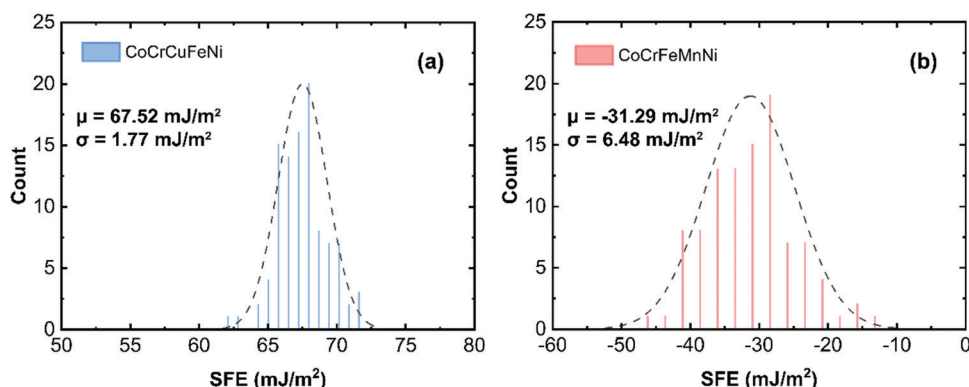 25
20
15
10
5
0
Count
CoCrCuFeNi
(a)
μ = 67.52 mJ/m²
σ = 1.77 mJ/m²
50 55 60 65 70 75 80
SFE (mJ/m²)
25
20
15
10
5
0
Count
CoCrFeMnNi
(b)
μ = -31.29 mJ/m²
σ = 6.48 mJ/m²
-60 -50 -40 -30 -20 -10 0
SFE (mJ/m²)